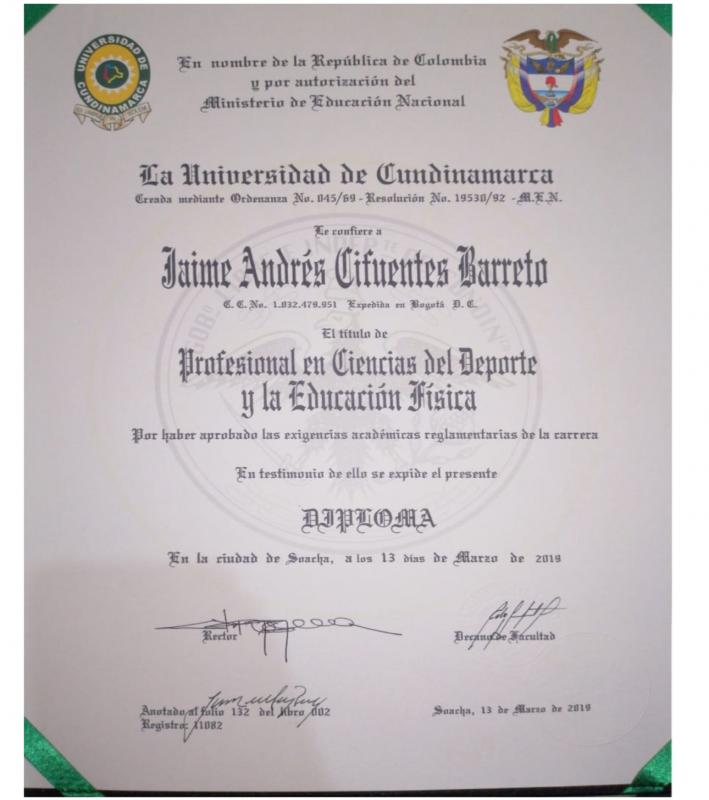 UNIVERSIDAD DE CUNDINAMARCA
En nombre de la República de Colombia
y por autorización del
Ministerio de Educación Nacional
La Universidad de Cundinamarca
Creada mediante Ordenanza No. 045/69 - Resolución No. 19530/92 - M.E.N.
Le confiere a
Jaime Andrés Cifuentes Barreto
C. C. No. 1.032.479.951 Expedida en Bogotá D. C.
El título de
Profesional en Ciencias del Deporte
y la Educación Física
Por haber aprobado las exigencias académicas reglamentarias de la carrera
En testimonio de ello se expide el presente
DIPLOMA
En la ciudad de Soacha, a los 13 días de Marzo de 2019
Rector
Decano de Facultad
Anotado al folio 132 del libro 002
Registro: 11082
Soacha, 13 de Marzo de 2019